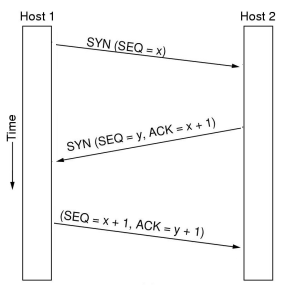 Host 1
Host 2
SYN (SEQ = x)
SYN (SEQ = y, ACK = x + 1)
Time
(SEQ = x + 1, ACK = y + 1)